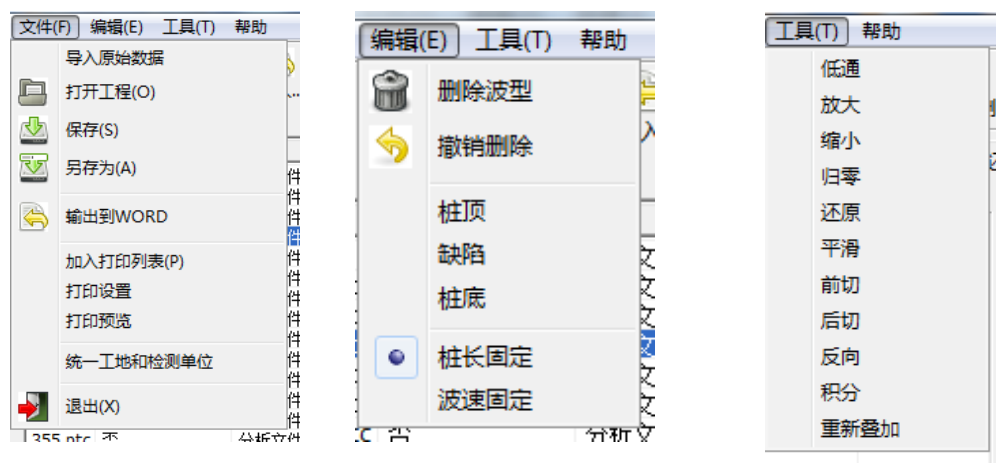 文件(F) 编辑(E) 工具(T) 帮助
导入原始数据
打开工程(O)
保存(S)
另存为(A)
输出到WORD
加入打印列表(P)
打印设置
打印预览
统一工地和检测单位
退出(X)
编辑(E) 工具(T) 帮助
删除波型
撤销删除
桩顶
缺陷
桩底
桩长固定
波速固定
工具(T) 帮助
低通
放大
缩小
归零
还原
平滑
前切
后切
反向
积分
重新叠加